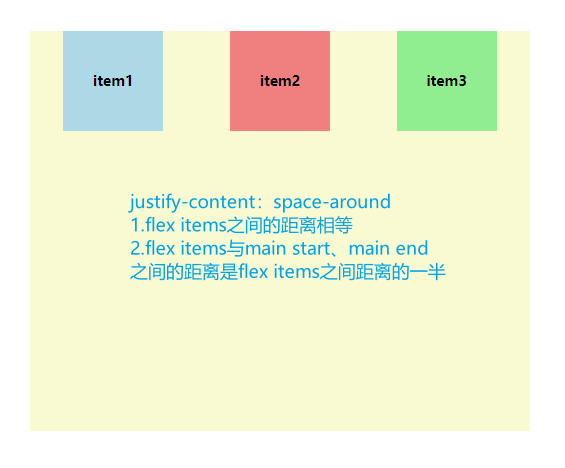 item1 item2 item3
justify-content：space-around
1.flex items之间的距离相等
2.flex items与main start、main end
之间的距离是flex items之间距离的一半